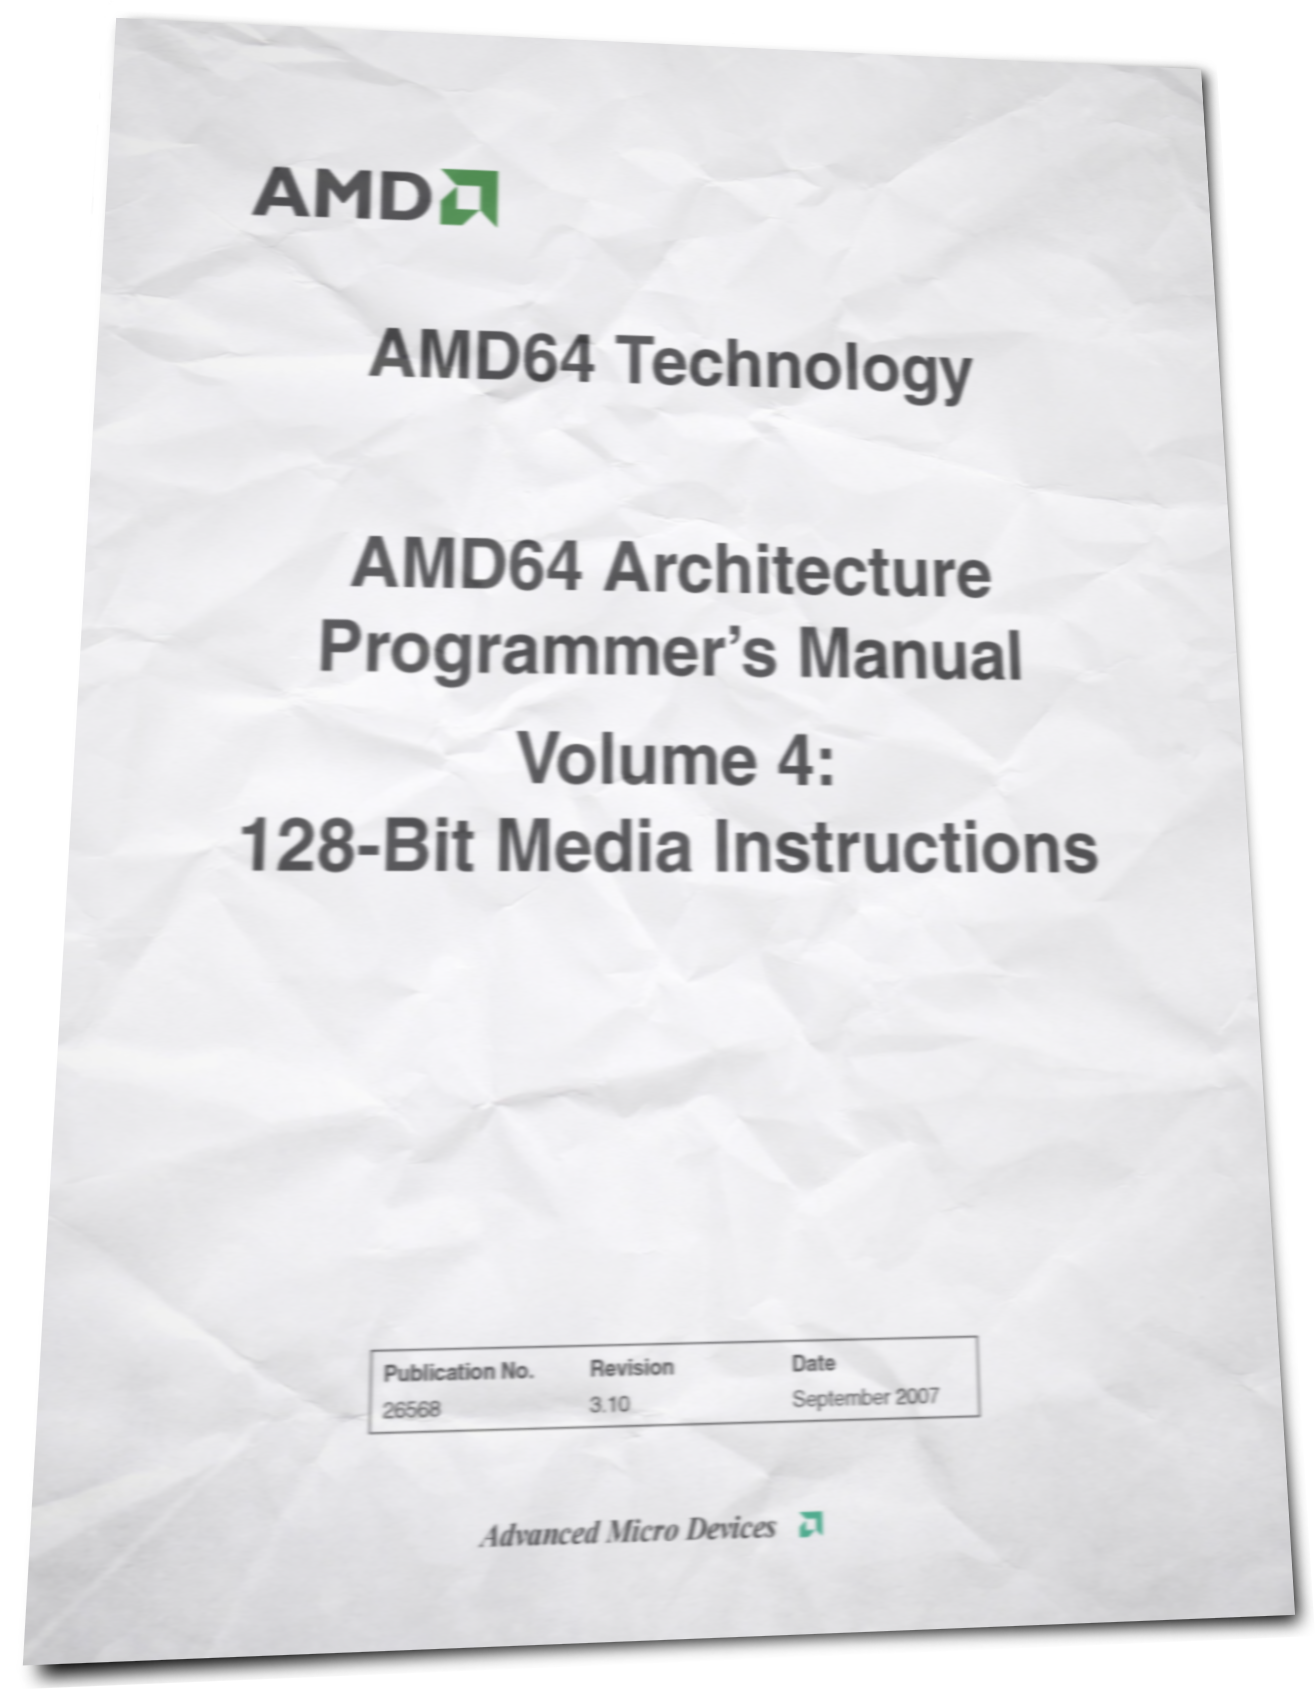 AMD
AMD64 Technology
AMD64 Architecture
Programmer’s Manual
Volume 4:
128-Bit Media Instructions
Publication No. Revision Date
26568 3.10 September 2007
Advanced Micro Devices